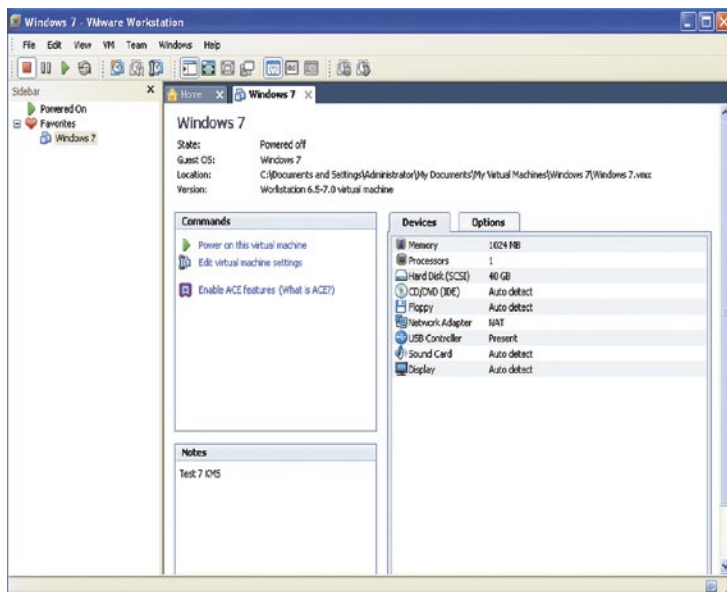 Windows 7 - VMware Workstation
File Edit View VM Team Windows Help
Sidebar
Powered On
Favorites
Windows 7
Home
Windows 7
Windows 7
State: Powered off
Guest OS: Windows 7
Location: C:\Documents and Settings\Administrator\My Documents\My Virtual Machines\Windows 7\Windows 7.vmx
Version: Workstation 6.5-7.0 virtual machine
Commands
Power on this virtual machine
Edit virtual machine settings
Enable ACE features (What is ACE?)
Devices Options
Memory 1024 MB
Processors 1
Hard Disk (SCSI) 40 GB
CD/DVD (IDE) Auto detect
Floppy Auto detect
Network Adapter NAT
USB Controller Present
Sound Card Auto detect
Display Auto detect
Notes
Test 7 KMS